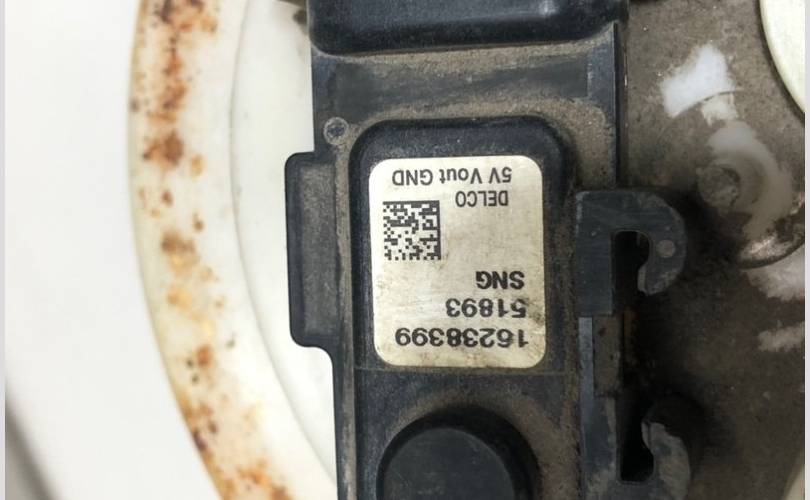 16238399
51893
SNG
DELCO
5V Vout GND